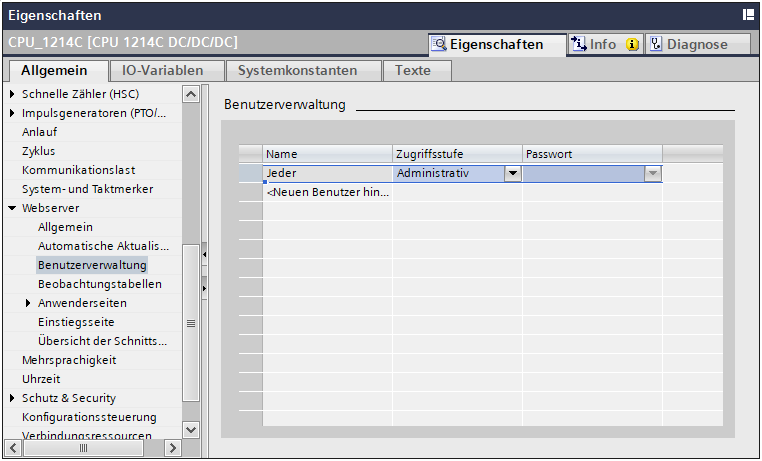 Eigenschaften
CPU_1214C [CPU 1214C DC/DC/DC]
Eigenschaften
Info
Diagnose
Allgemein
IO-Variablen
Systemkonstanten
Texte
Schnelle Zähler (HSC)
Impulsgeneratoren (PTO/...
Anlauf
Zyklus
Kommunikationslast
System- und Taktmerker
Webserver
Allgemein
Automatische Aktualis...
Benutzerverwaltung
Beobachtungstabellen
Anwenderseiten
Einstiegsseite
Übersicht der Schnitts...
Mehrsprachigkeit
Uhrzeit
Schutz & Security
Konfigurationssteuerung
Verbindungsressourcen
Benutzerverwaltung
Name Zugriffsstufe Passwort
Jeder Administrativ
<Neuen Benutzer hin...